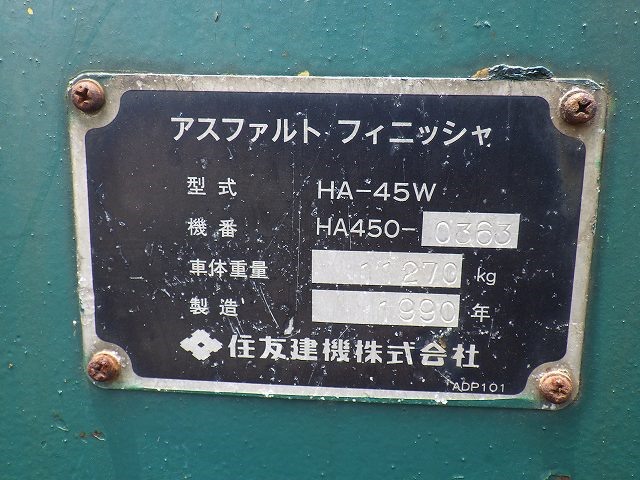 アスファルト フィニッシャ
型式 HA-45W
機番 HA450-0363
車体重量 11270 kg
製造 1990 年
住友建機株式会社
ADP101